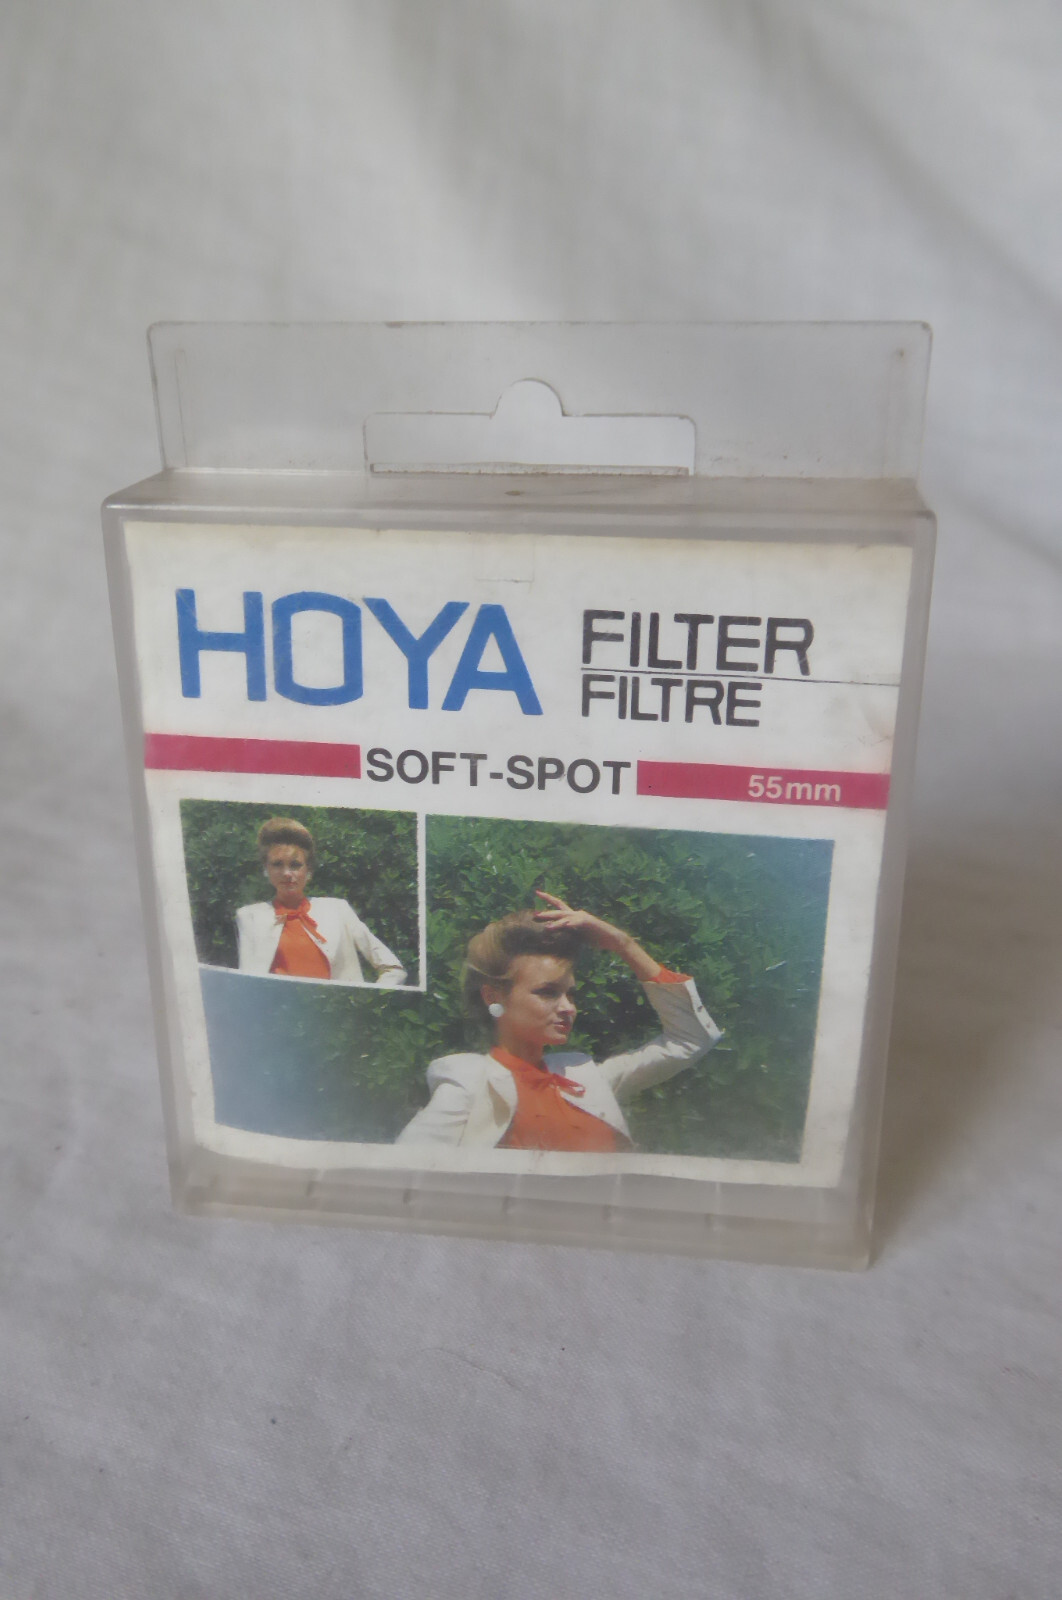 HOYA
FILTER
FILTRE
SOFT-SPOT
55mm